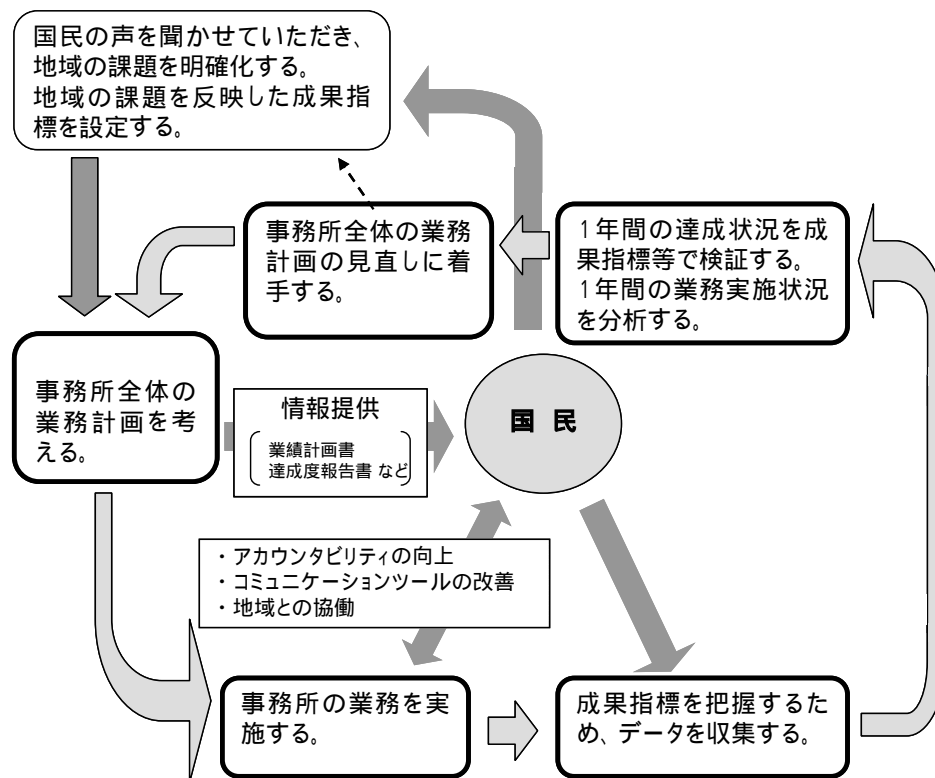 国民の声を聞かせていただき、
地域の課題を明確化する。
地域の課題を反映した成果指
標を設定する。
事務所全体の業務
計画の見直しに着
手する。
1年間の達成状況を成
果指標等で検証する。
1年間の業務実施状況
を分析する。
事務所全体の
業務計画を考
える。
情報提供
業績計画書
達成度報告書 など
国 民
・アカウンタビリティの向上
・コミュニケーションツールの改善
・地域との協働
事務所の業務を実
施する。
成果指標を把握するた
め、データを収集する。